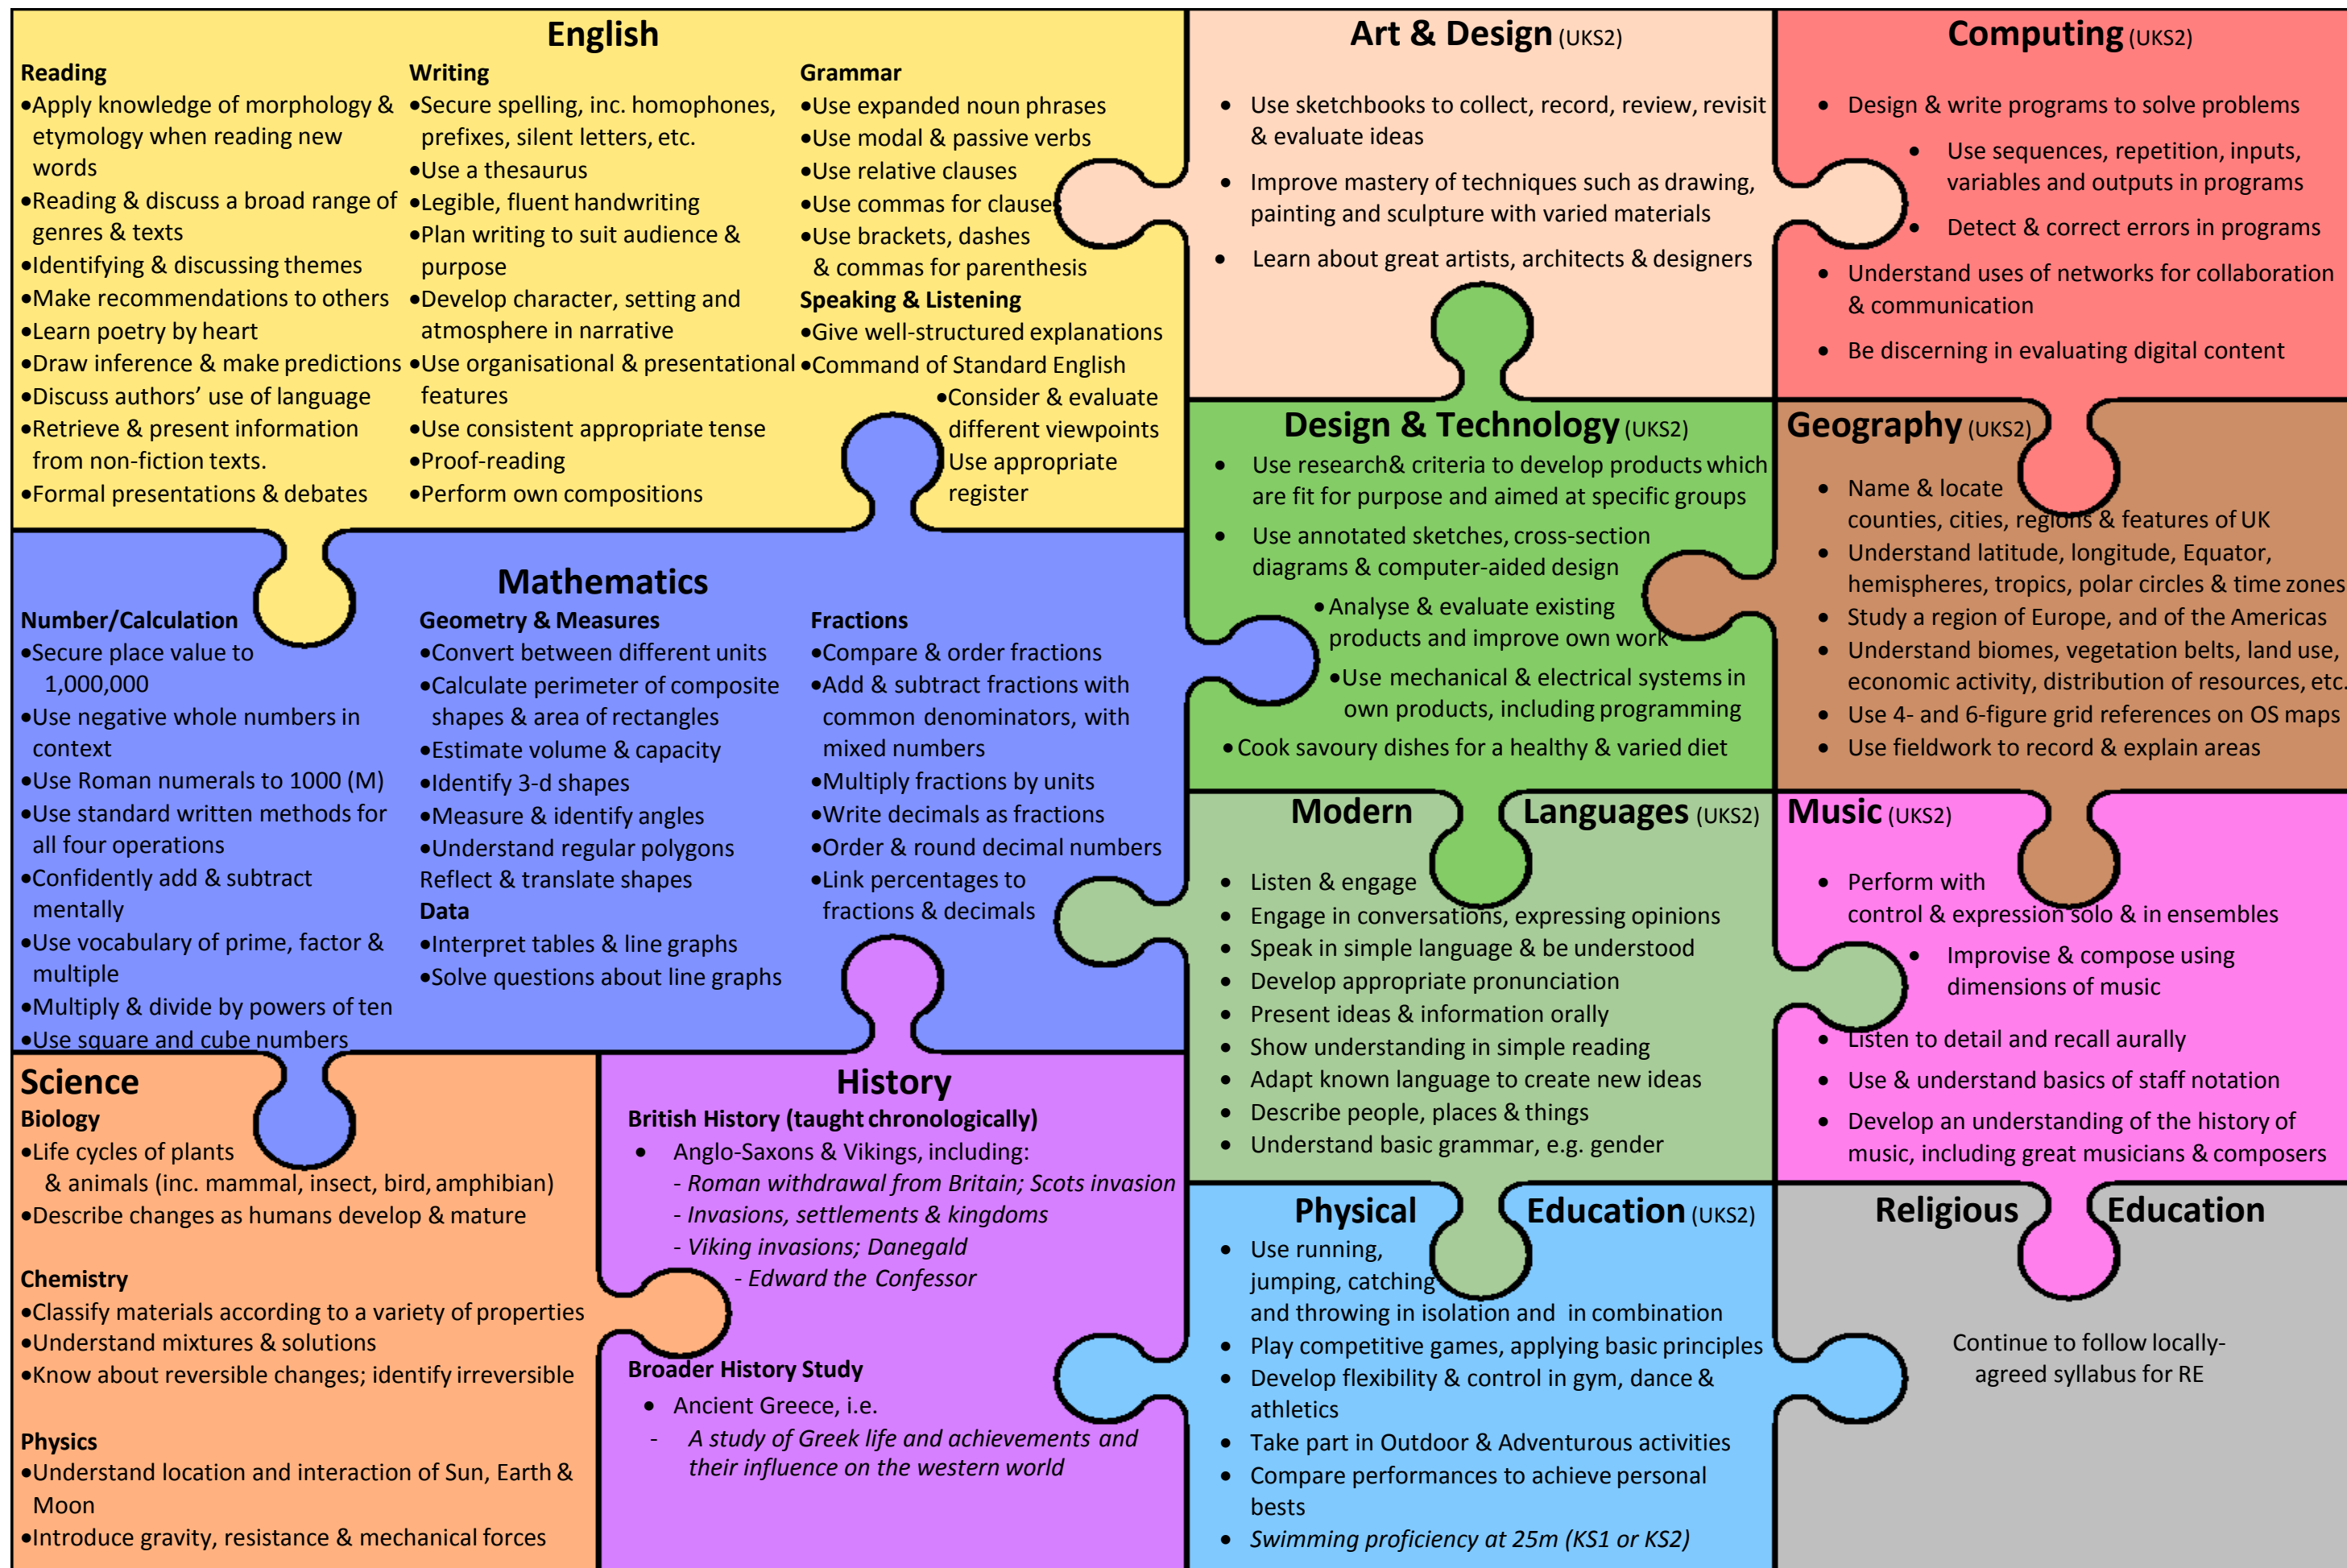 English
Reading
•Apply knowledge of morphology &
etymology when reading new
words
•Reading & discuss a broad range of
genres & texts
•Identifying & discussing themes
•Make recommendations to others
•Learn poetry by heart
•Draw inference & make predictions
•Discuss authors’ use of language
•Retrieve & present information
from non-fiction texts.
•Formal presentations & debates
Writing
•Secure spelling, inc. homophones,
prefixes, silent letters, etc.
•Use a thesaurus
•Legible, fluent handwriting
•Plan writing to suit audience &
purpose
•Develop character, setting and
atmosphere in narrative
•Use organisational & presentational
features
•Use consistent appropriate tense
•Proof-reading
•Perform own compositions
Grammar
•Use expanded noun phrases
•Use modal & passive verbs
•Use relative clauses
•Use commas for clauses
•Use brackets, dashes
& commas for parenthesis
Speaking & Listening
•Give well-structured explanations
•Command of Standard English
•Consider & evaluate
different viewpoints
Use appropriate
register
Art & Design (UKS2)
• Use sketchbooks to collect, record, review, revisit
& evaluate ideas
• Improve mastery of techniques such as drawing,
painting and sculpture with varied materials
• Learn about great artists, architects & designers
Computing (UKS2)
• Design & write programs to solve problems
• Use sequences, repetition, inputs,
variables and outputs in programs
• Detect & correct errors in programs
• Understand uses of networks for collaboration
& communication
• Be discerning in evaluating digital content
Mathematics
Number/Calculation
•Secure place value to
1,000,000
•Use negative whole numbers in
context
•Use Roman numerals to 1000 (M)
•Use standard written methods for
all four operations
•Confidently add & subtract
mentally
•Use vocabulary of prime, factor &
multiple
•Multiply & divide by powers of ten
•Use square and cube numbers
Geometry & Measures
•Convert between different units
•Calculate perimeter of composite
shapes & area of rectangles
•Estimate volume & capacity
•Identify 3-d shapes
•Measure & identify angles
•Understand regular polygons
Reflect & translate shapes
Data
•Interpret tables & line graphs
•Solve questions about line graphs
Fractions
•Compare & order fractions
•Add & subtract fractions with
common denominators, with
mixed numbers
•Multiply fractions by units
•Write decimals as fractions
•Order & round decimal numbers
•Link percentages to
fractions & decimals
Design & Technology (UKS2)
• Use research& criteria to develop products which
are fit for purpose and aimed at specific groups
• Use annotated sketches, cross-section
diagrams & computer-aided design
•Analyse & evaluate existing
products and improve own work
•Use mechanical & electrical systems in
own products, including programming
•Cook savoury dishes for a healthy & varied diet
Geography (UKS2)
• Name & locate
counties, cities, regions & features of UK
• Understand latitude, longitude, Equator,
hemispheres, tropics, polar circles & time zones
• Study a region of Europe, and of the Americas
• Understand biomes, vegetation belts, land use,
economic activity, distribution of resources, etc.
• Use 4- and 6-figure grid references on OS maps
• Use fieldwork to record & explain areas
Modern Languages (UKS2)
• Listen & engage
• Engage in conversations, expressing opinions
• Speak in simple language & be understood
• Develop appropriate pronunciation
• Present ideas & information orally
• Show understanding in simple reading
• Adapt known language to create new ideas
• Describe people, places & things
• Understand basic grammar, e.g. gender
Music (UKS2)
• Perform with
control & expression solo & in ensembles
• Improvise & compose using
dimensions of music
• Listen to detail and recall aurally
• Use & understand basics of staff notation
• Develop an understanding of the history of
music, including great musicians & composers
Science
Biology
•Life cycles of plants
& animals (inc. mammal, insect, bird, amphibian)
•Describe changes as humans develop & mature
Chemistry
•Classify materials according to a variety of properties
•Understand mixtures & solutions
•Know about reversible changes; identify irreversible
Physics
•Understand location and interaction of Sun, Earth &
Moon
•Introduce gravity, resistance & mechanical forces
History
British History (taught chronologically)
• Anglo-Saxons & Vikings, including:
- Roman withdrawal from Britain; Scots invasion
- Invasions, settlements & kingdoms
- Viking invasions; Danegald
- Edward the Confessor
Broader History Study
• Ancient Greece, i.e.
- A study of Greek life and achievements and
their influence on the western world
Physical Education (UKS2)
• Use running,
jumping, catching
and throwing in isolation and in combination
• Play competitive games, applying basic principles
• Develop flexibility & control in gym, dance &
athletics
• Take part in Outdoor & Adventurous activities
• Compare performances to achieve personal
bests
• Swimming proficiency at 25m (KS1 or KS2)
Religious Education
Continue to follow locally-
agreed syllabus for RE